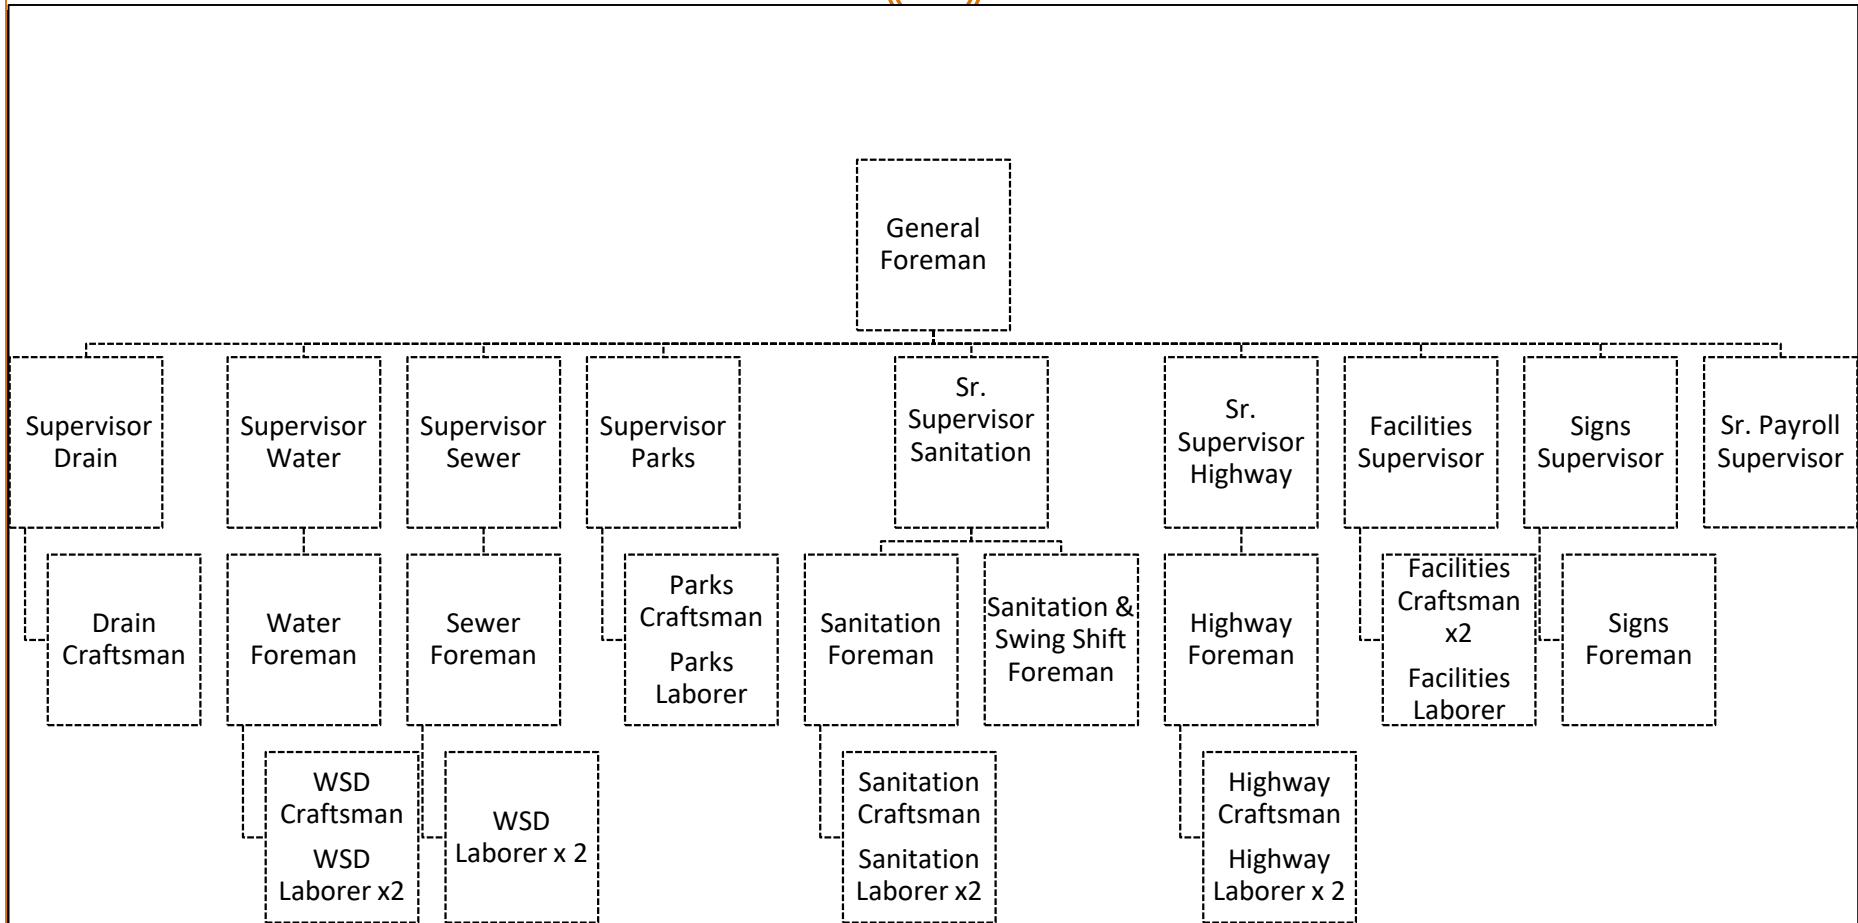 General
Foreman
Supervisor
Drain
Supervisor
Water
Supervisor
Sewer
Supervisor
Parks
Sr.
Supervisor
Sanitation
Sr.
Supervisor
Highway
Facilities
Supervisor
Signs
Supervisor
Sr. Payroll
Supervisor
Drain
Craftsman
Water
Foreman
Sewer
Foreman
Parks
Craftsman
Parks
Laborer
Sanitation
Foreman
Sanitation &
Swing Shift
Foreman
Highway
Foreman
Facilities
Craftsman
x2
Facilities
Laborer
Signs
Foreman
WSD
Craftsman
WSD
Laborer x2
WSD
Laborer x 2
Sanitation
Craftsman
Sanitation
Laborer x2
Highway
Craftsman
Highway
Laborer x 2